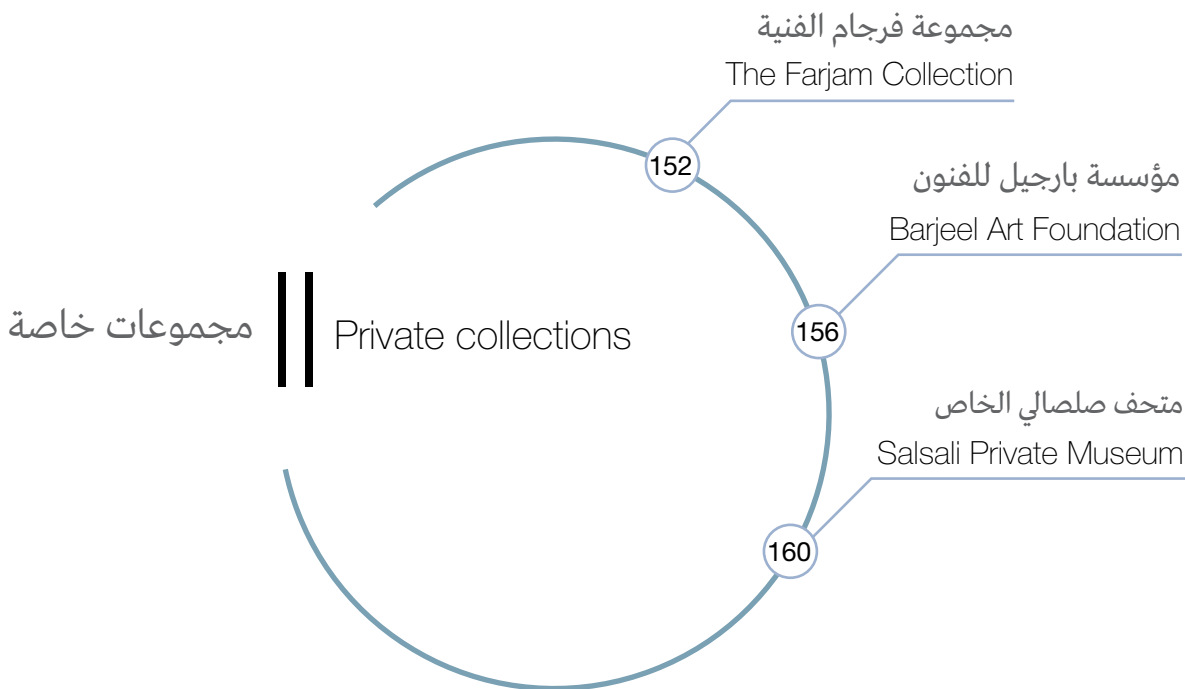 مجموعة فرجام الفنية
The Farjam Collection
152
مؤسسة بارجيل للفنون
Barjeel Art Foundation
156
مجموعات خاصة
Private collections
متحف صلصالي الخاص
Salsali Private Museum
160